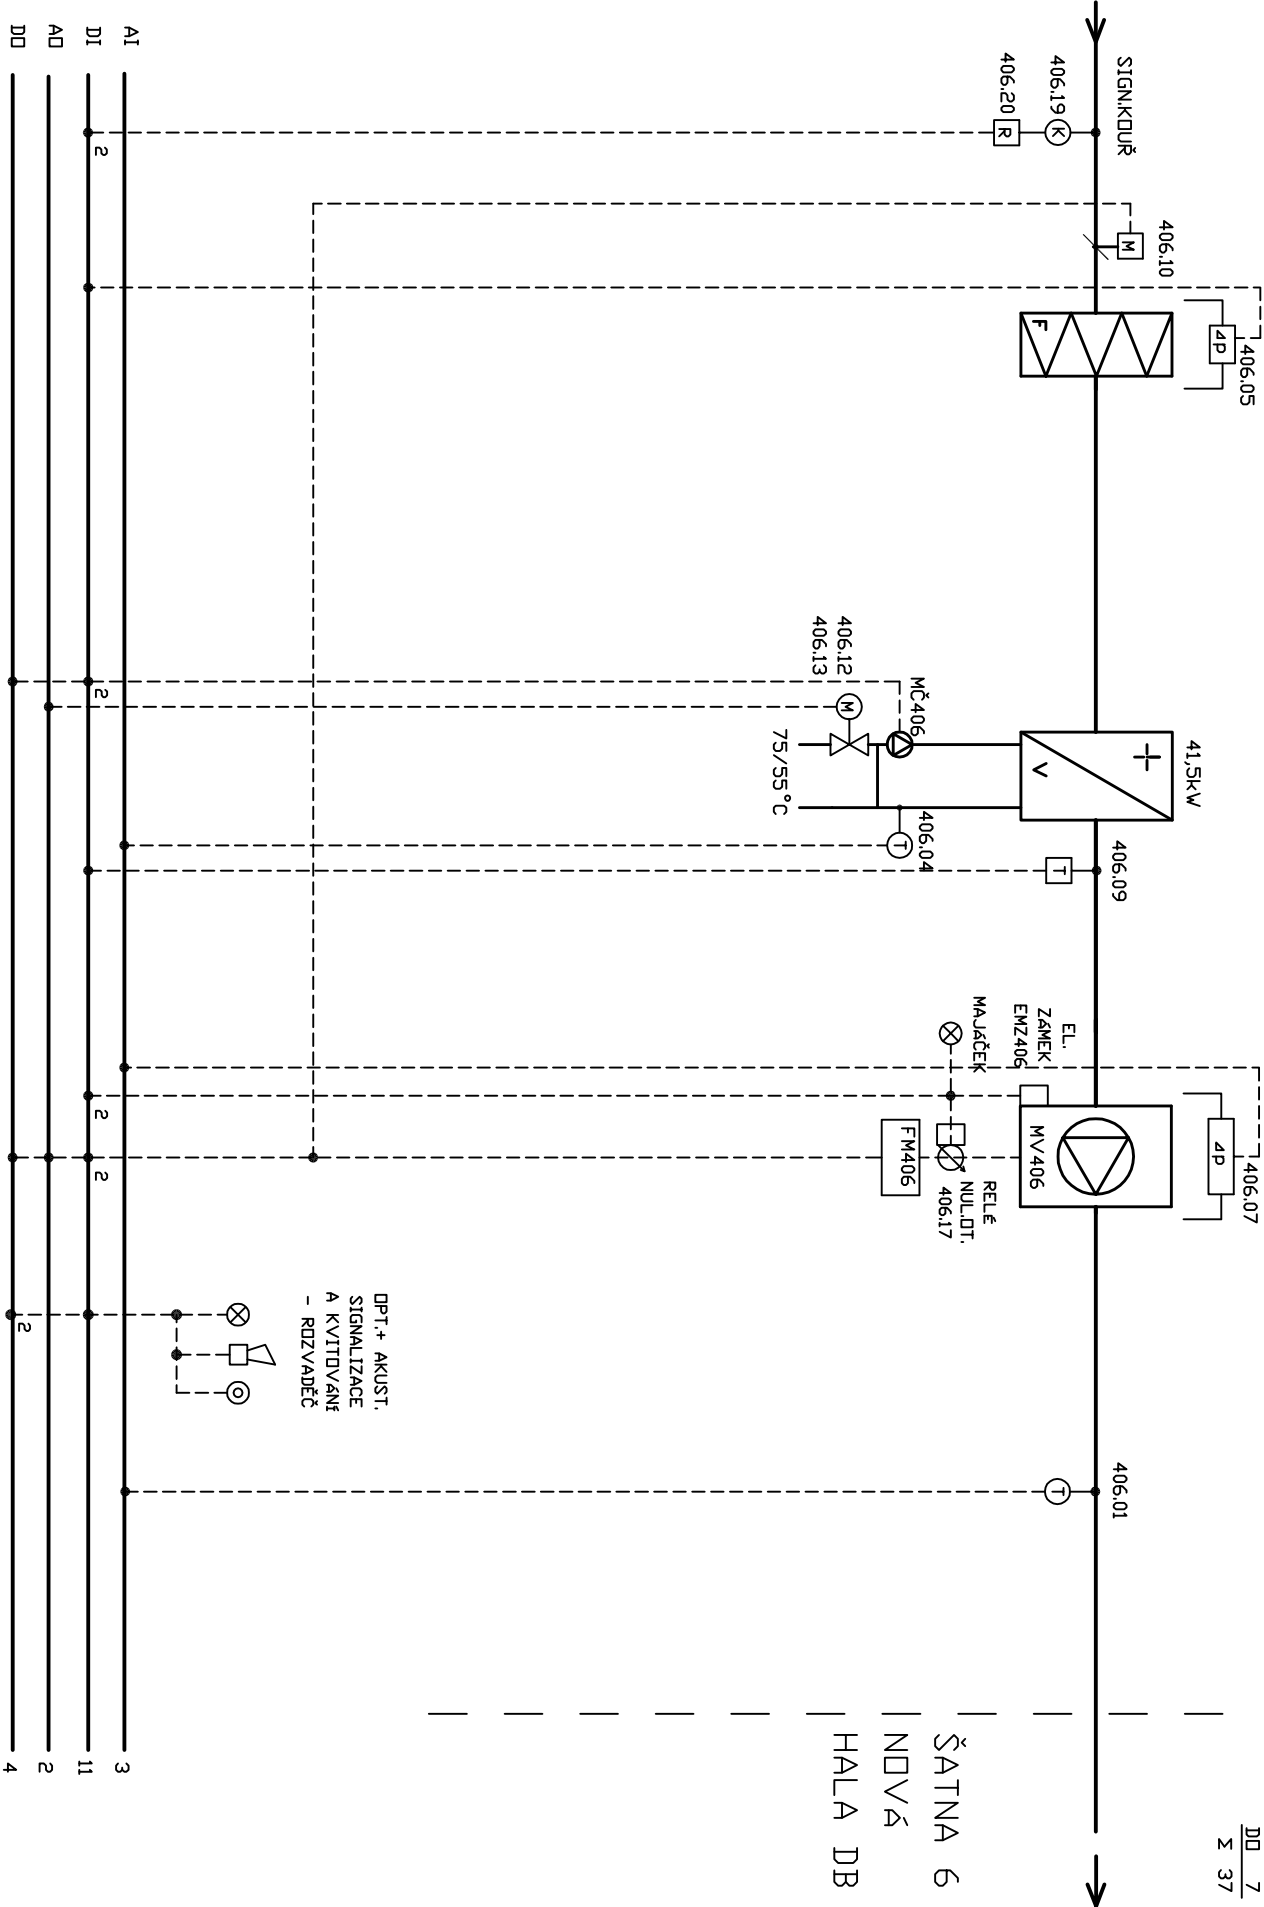 DO 7
Σ 37
406.05
ΔP
406.07
ΔP
41,5kW
406.10
M
SIGN.KOUŘ
406.09
406.01
406.19
K
406.20
R
F
+
V
T
T
EL.
ZÁMEK
EMZ406
MV406
MAJÁČEK
RELÉ
NUL.OT.
406.17
FM406
MČ406
406.04
T
406.12
406.13
M
75/55°C
ŠATNA 6
NOVÁ
HALA DB
OPT.+ AKUST.
SIGNALIZACE
A KVITOVÁNÍ
- ROZVADĚČ
AI 3
DI 2 2 2 2 11
AO 2
DO 2 4